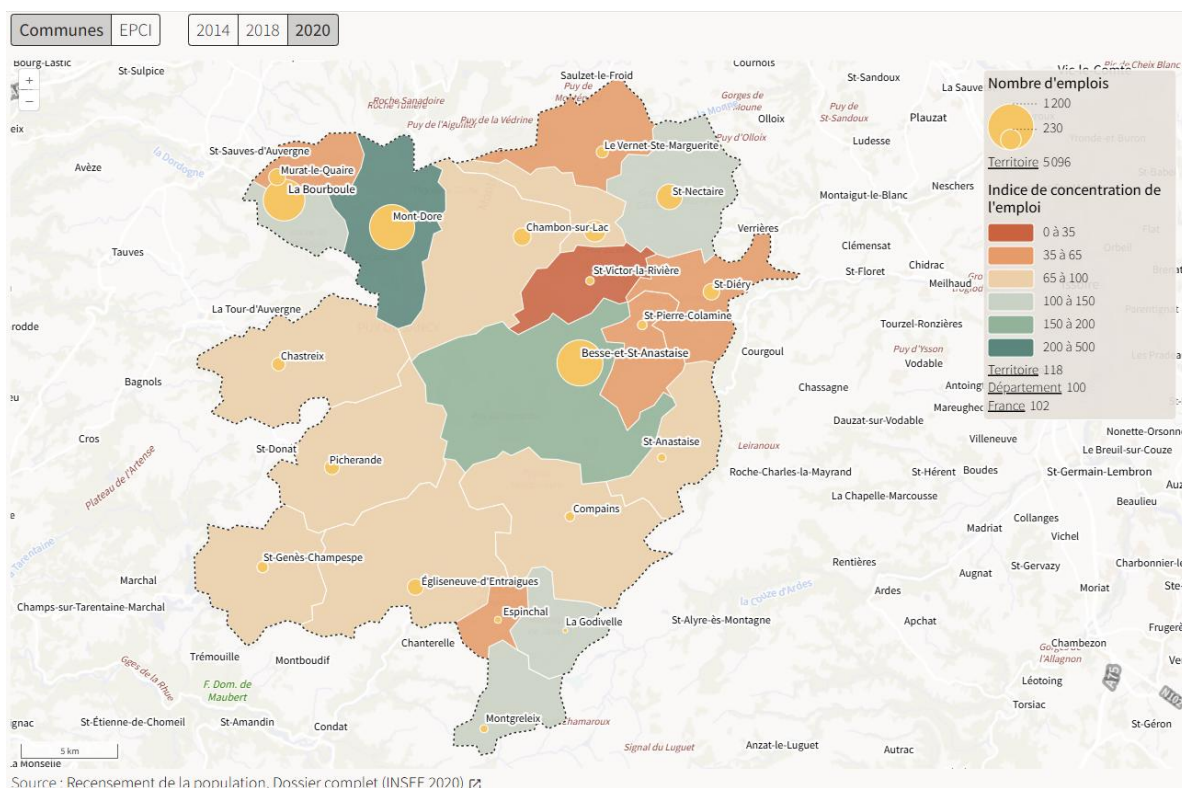 Communes EPCI 2014 2018 2020
+
−
Bourg-Lastic
St-Sulpice
Saulzet-le-Froid
Cournols
St-Sandoux
La Sauve
Pic de Cheix Blanc
Roche Sanadoire
Puy de la Védrine
Gorges de
Olloix
Puy de
St-Sandoux
Plauzat
Ludesse
Avèze
la Dordogne
St-Sauves-d'Auvergne
Murat-le-Quaire
La Bourboule
Le Vernet-Ste-Marguerite
Puy d'Olloix
St-Nectaire
Montaigut-le-Blanc
Neschers
Mont-Dore
Chambon-sur-Lac
Verrières
Tauves
Clémensat
St-Floret
Chidrac
Meilhaud
St-Victor-la-Rivière
St-Diéry
La Tour-d'Auvergne
St-Pierre-Colamine
Tourzel-Ronzières
Puy d'Ysson
Vodable
Courgoul
Chastreix
Besse-et-St-Anastaise
Bagnols
Chassagne
Dauzat-sur-Vodable
Villeneuve
Nonette-Orsonn
Le Breuil-sur-Couze
Cros
Plateau de l'Artense
St-Donat
Picherande
St-Anastaise
Leiranoux
Roche-Charles-la-Mayrand
St-Hérent
Boudes
St-Germain-Lembron
La Chapelle-Marcousse
Beaulieu
Compains
Collanges
Madriat
Vichel
St-Genès-Champespe
Égliseneuve-d'Entraigues
Rentières
Augnat
St-Gervazy
Charbonnier-le
Marchal
Champs-sur-Tarentaine-Marchal
la Couze d'Ardes
Ardes
Moriat
Espinchal
La Godivelle
St-Alyre-ès-Montagne
Apchat
Chanterelle
Chambezon
l'Allagnon
Trémouille
Montboudif
Gges de la Rhue
F. Dom. de
Maubert
Léotoing
Torsiac
A75
St-Étienne-de-Chomeil
St-Amandin
Condat
Montgreleix
St-Géron
Signal du Luguet
Anzat-le-Luguet
Autrac
5 km
Nombre d'emplois
1 200
230
Territoire 5 096
Indice de concentration de
l'emploi
0 à 35
35 à 65
65 à 100
100 à 150
150 à 200
200 à 500
Territoire 118
Département 100
France 102
Source : Recensement de la population, Dossier complet (INSEE 2020)